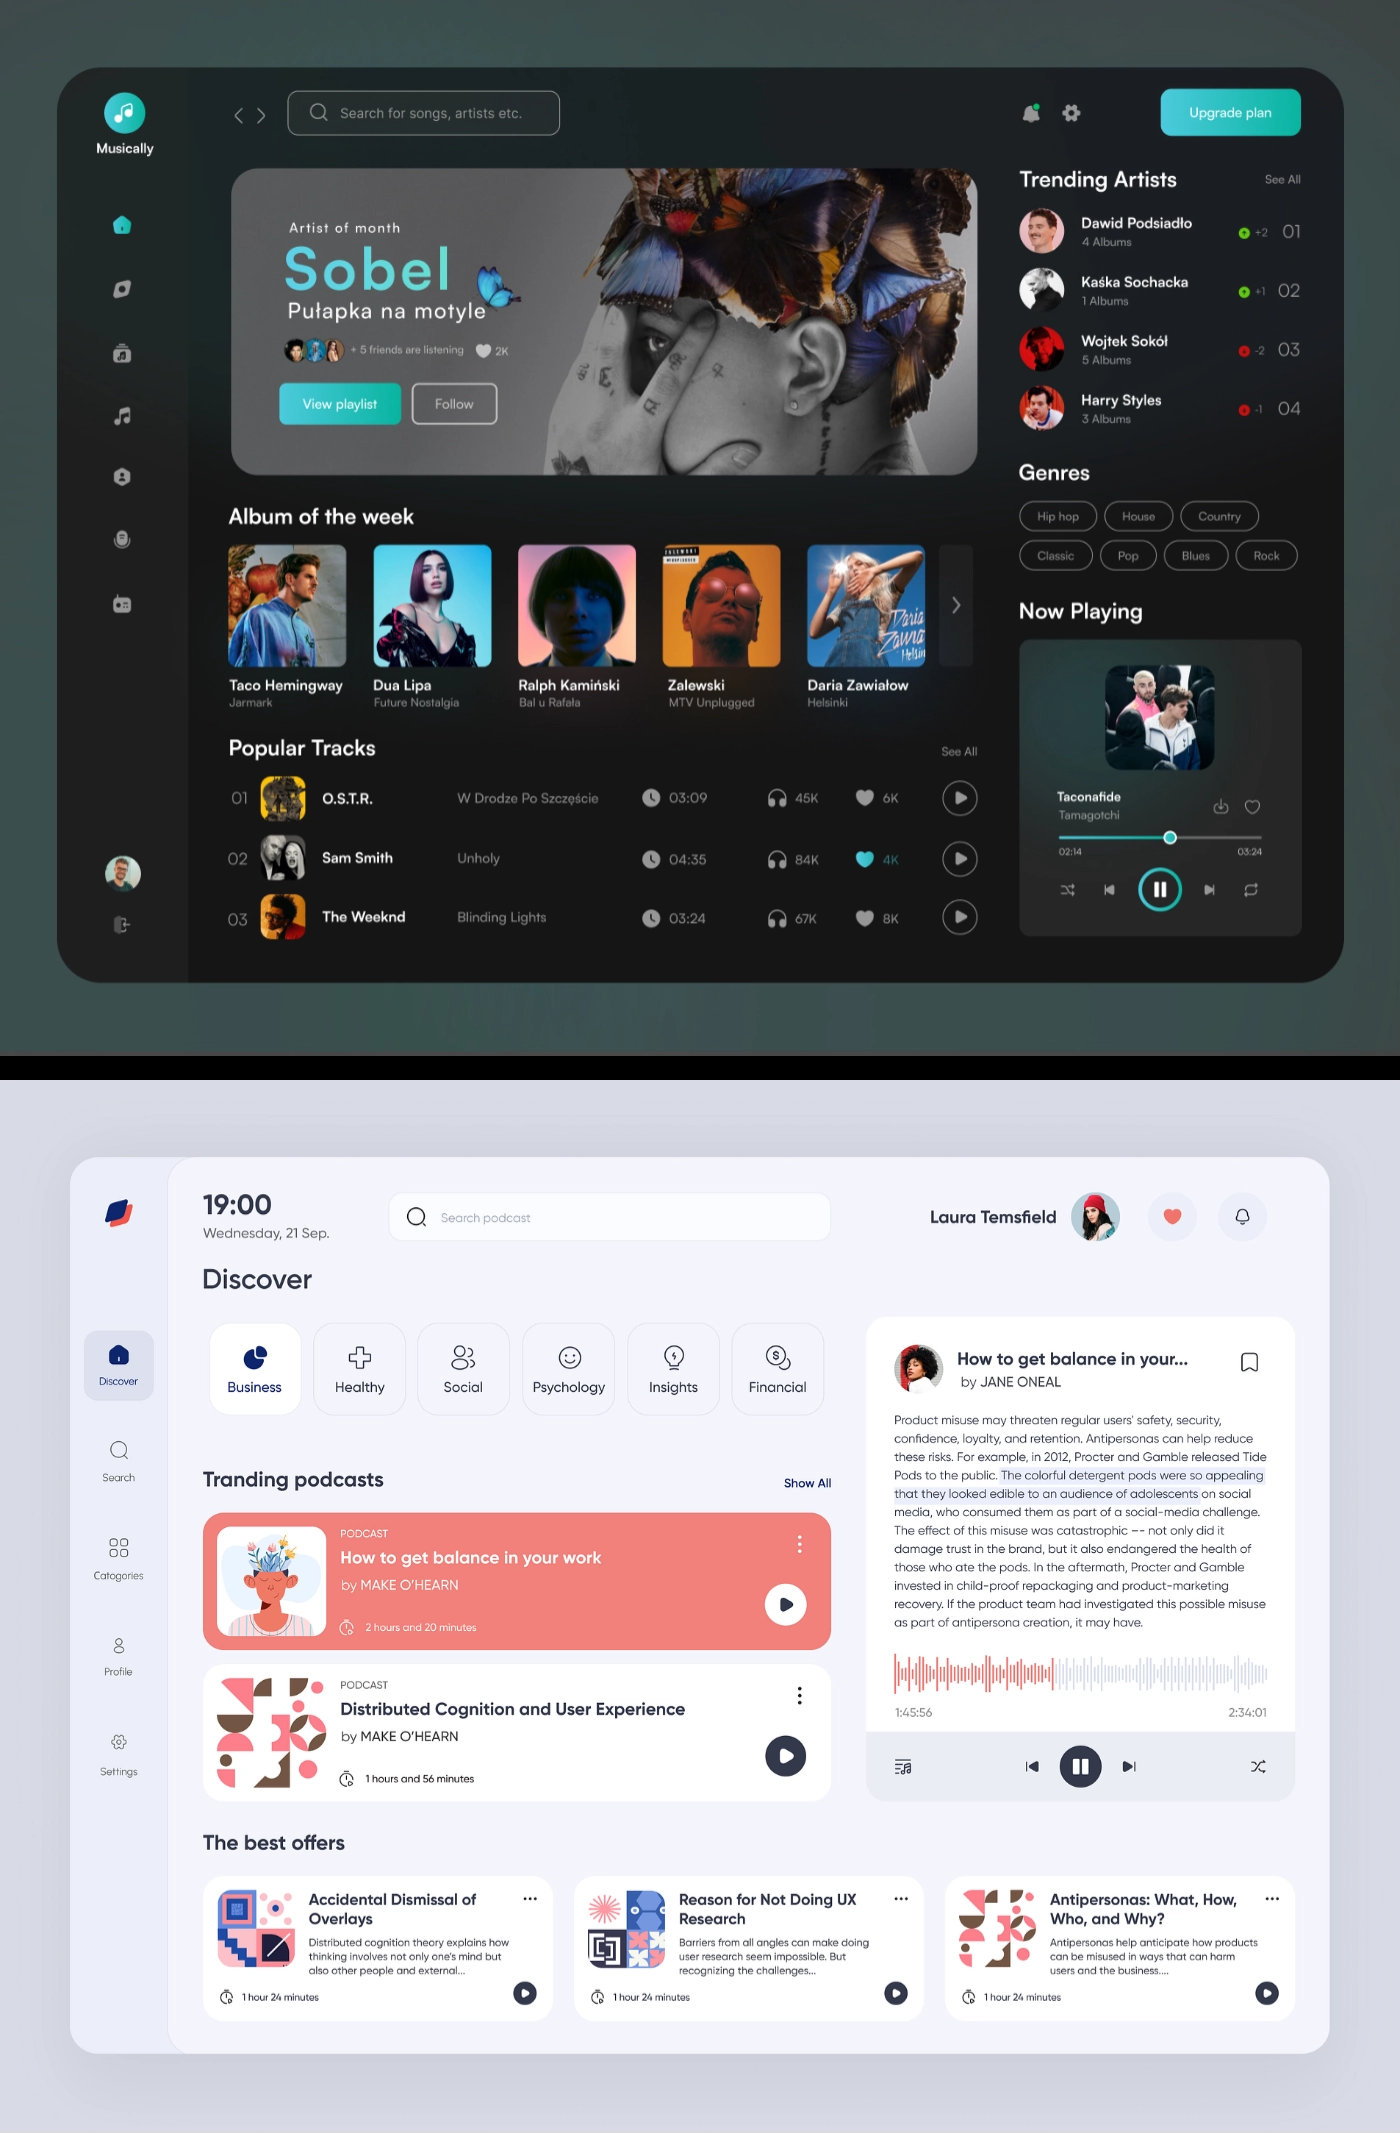 Musically
Search for songs, artists etc.
Upgrade plan
Artist of month
Sobel
Pułapka na motyle
+ 5 friends are listening
2K
View playlist
Follow
Trending Artists
See All
Dawid Podsiadło
4 Albums
+2
01
Kaśka Sochacka
1 Albums
+1
02
Wojtek Sokół
5 Albums
-2
03
Harry Styles
3 Albums
-1
04
Genres
Hip hop
House
Country
Classic
Pop
Blues
Rock
Album of the week
ZALEWSKI
Daria
Zawiałow
Helsinki
Taco Hemingway
Jarmark
Dua Lipa
Future Nostalgia
Ralph Kamiński
Bal u Rafała
Zalewski
MTV Unplugged
Daria Zawiałow
Helsinki
Popular Tracks
See All
01
O.S.T.R.
W Drodze Po Szczęście
03:09
45K
6K
02
Sam Smith
Unholy
04:35
84K
4K
03
The Weeknd
Blinding Lights
03:24
67K
8K
Now Playing
Taconafide
Tamagotchi
02:14
03:24
19:00
Wednesday, 21 Sep.
Search podcast
Laura Temsfield
Discover
Discover
Search
Catogories
Profile
Settings
Business
Healthy
Social
Psychology
Insights
Financial
Tranding podcasts
Show All
PODCAST
How to get balance in your work
by MAKE O'HEARN
2 hours and 20 minutes
PODCAST
Distributed Cognition and User Experience
by MAKE O'HEARN
1 hours and 56 minutes
How to get balance in your...
by JANE ONEAL
Product misuse may threaten regular users' safety, security,
confidence, loyalty, and retention. Antipersonas can help reduce
these risks. For example, in 2012, Procter and Gamble released Tide
Pods to the public. The colorful detergent pods were so appealing
that they looked edible to an audience of adolescents on social
media, who consumed them as part of a social-media challenge.
The effect of this misuse was catastrophic -- not only did it
damage trust in the brand, but it also endangered the health of
those who ate the pods. In the aftermath, Procter and Gamble
invested in child-proof repackaging and product-marketing
recovery. If the product team had investigated this possible misuse
as part of antipersona creation, it may have.
1:45:56
2:34:01
The best offers
Accidental Dismissal of
Overlays
Distributed cognition theory explains how
thinking involves not only one's mind but
also other people and external...
1 hour 24 minutes
Reason for Not Doing UX
Research
Barriers from all angles can make doing
user research seem impossible. But
recognizing the challenges...
1 hour 24 minutes
Antipersonas: What, How,
Who, and Why?
Antipersonas help anticipate how products
can be misused in ways that can harm
users and the business....
1 hour 24 minutes